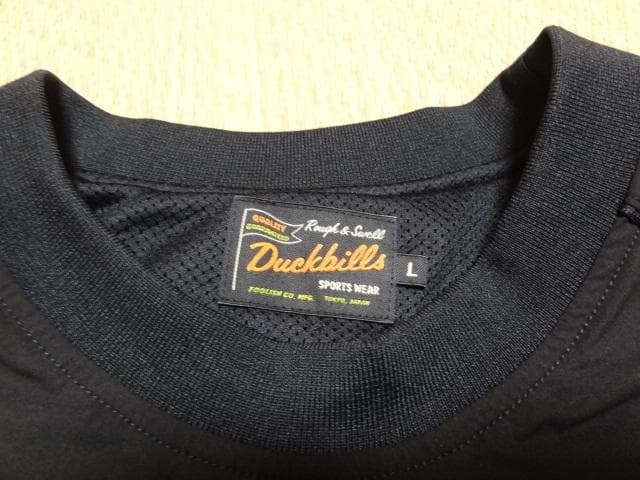 QUALITY
GUARANTEED
Rough & Swell
Duckbills
SPORTS WEAR
FOOLISH CO. MFG. TOKYO, JAPAN
L